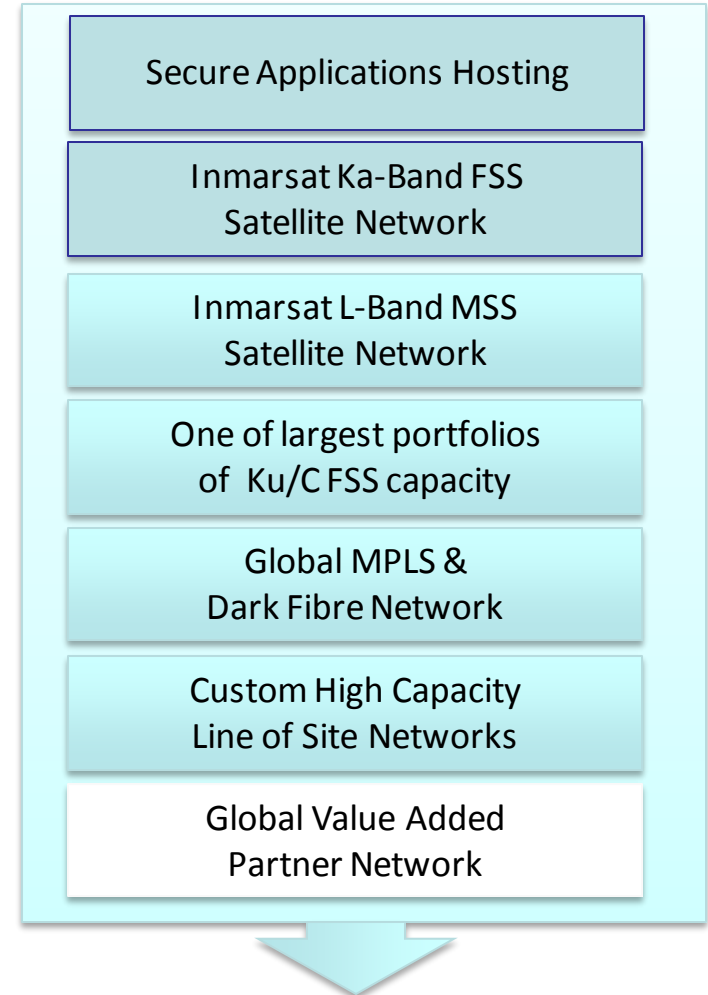 Secure Applications Hosting
Inmarsat Ka-Band FSS
Satellite Network
Inmarsat L-Band MSS
Satellite Network
One of largest portfolios
of Ku/C FSS capacity
Global MPLS &
Dark Fibre Network
Custom High Capacity
Line of Site Networks
Global Value Added
Partner Network